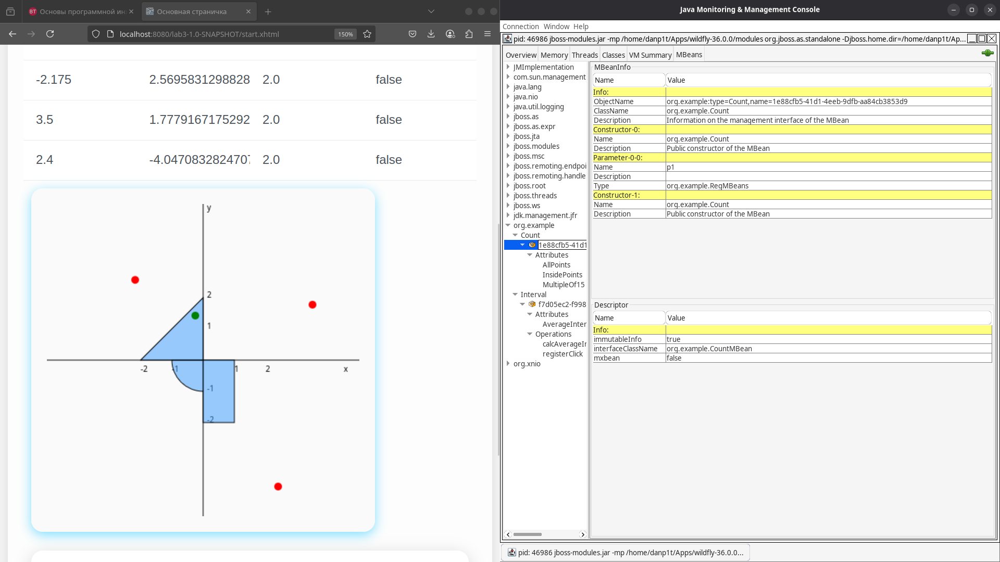 Основы программной ин
Основная страничка
localhost:8080/lab3-1.0-SNAPSHOT/start.xhtml
150%
-2.175 2.5695831298828 2.0 false
3.5 1.7779167175292 2.0 false
2.4 -4.0470832824707 2.0 false
y
2
1
-2 -1 1 2 x
-1
-2
Java Monitoring & Management Console
Connection Window Help
pid: 46986 jboss-modules.jar -mp /home/danp1t/Apps/wildfly-36.0.0/modules org.jboss.as.standalone -Djboss.home.dir=/home/danp1t/Ap...
Overview Memory Threads Classes VM Summary MBeans
JMImplementation
com.sun.management
java.lang
java.nio
java.util.logging
jboss.as
jboss.as.expr
jboss.jta
jboss.modules
jboss.msc
jboss.remoting.endpoi
jboss.remoting.handle
jboss.root
jboss.threads
jboss.ws
jdk.management.jfr
org.example
Count
1e88cfb5-41d1
Attributes
AllPoints
InsidePoints
MultipleOf15
Interval
f7d05ec2-f998
Attributes
AverageInter
Operations
calcAverageIr
registerClick
org.xnio
MBeanInfo
Name Value
Info:
ObjectName org.example:type=Count,name=1e88cfb5-41d1-4eeb-9dfb-aa84cb3853d9
ClassName org.example.Count
Description Information on the management interface of the MBean
Constructor-0:
Name org.example.Count
Description Public constructor of the MBean
Parameter-0-0:
Name p1
Description
Type org.example.RegMBeans
Constructor-1:
Name org.example.Count
Description Public constructor of the MBean
Descriptor
Name Value
Info:
immutableInfo true
interfaceClassName org.example.CountMBean
mxbean false
pid: 46986 jboss-modules.jar -mp /home/danp1t/Apps/wildfly-36.0.0...